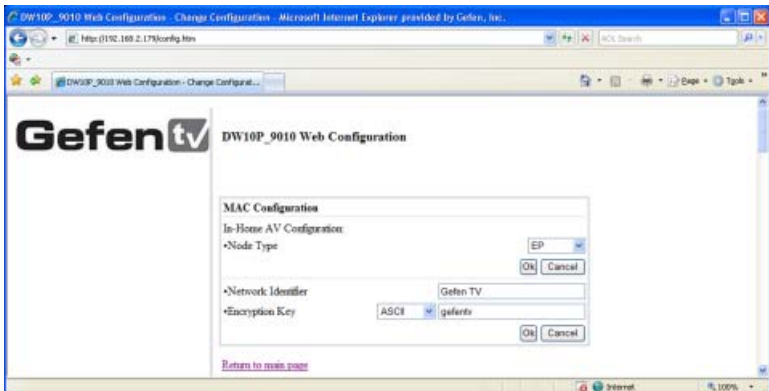 DW10P_9010 Web Configuration - Change Configuration - Microsoft Internet Explorer provided by Gefen, Inc.
http://192.168.2.179/config.htm
AOL Search
DW10P_9010 Web Configuration - Change Configurat...
Page
Tools
Gefen tv
DW10P_9010 Web Configuration
MAC Configuration
In-Home AV Configuration:
•Node Type EP
Ok Cancel
•Network Identifier Gefen TV
•Encryption Key ASCII gefentv
Ok Cancel
Return to main page
Internet 100%